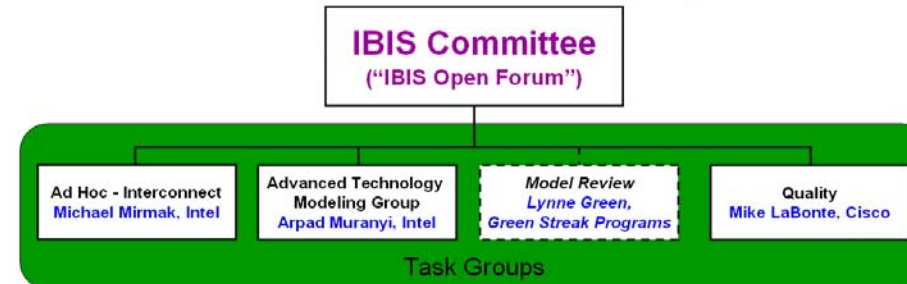 IBIS Committee
("IBIS Open Forum")
Ad Hoc - Interconnect
Michael Mirmak, Intel
Advanced Technology
Modeling Group
Arpad Muranyi, Intel
Model Review
Lynne Green,
Green Streak Programs
Quality
Mike LaBonte, Cisco
Task Groups